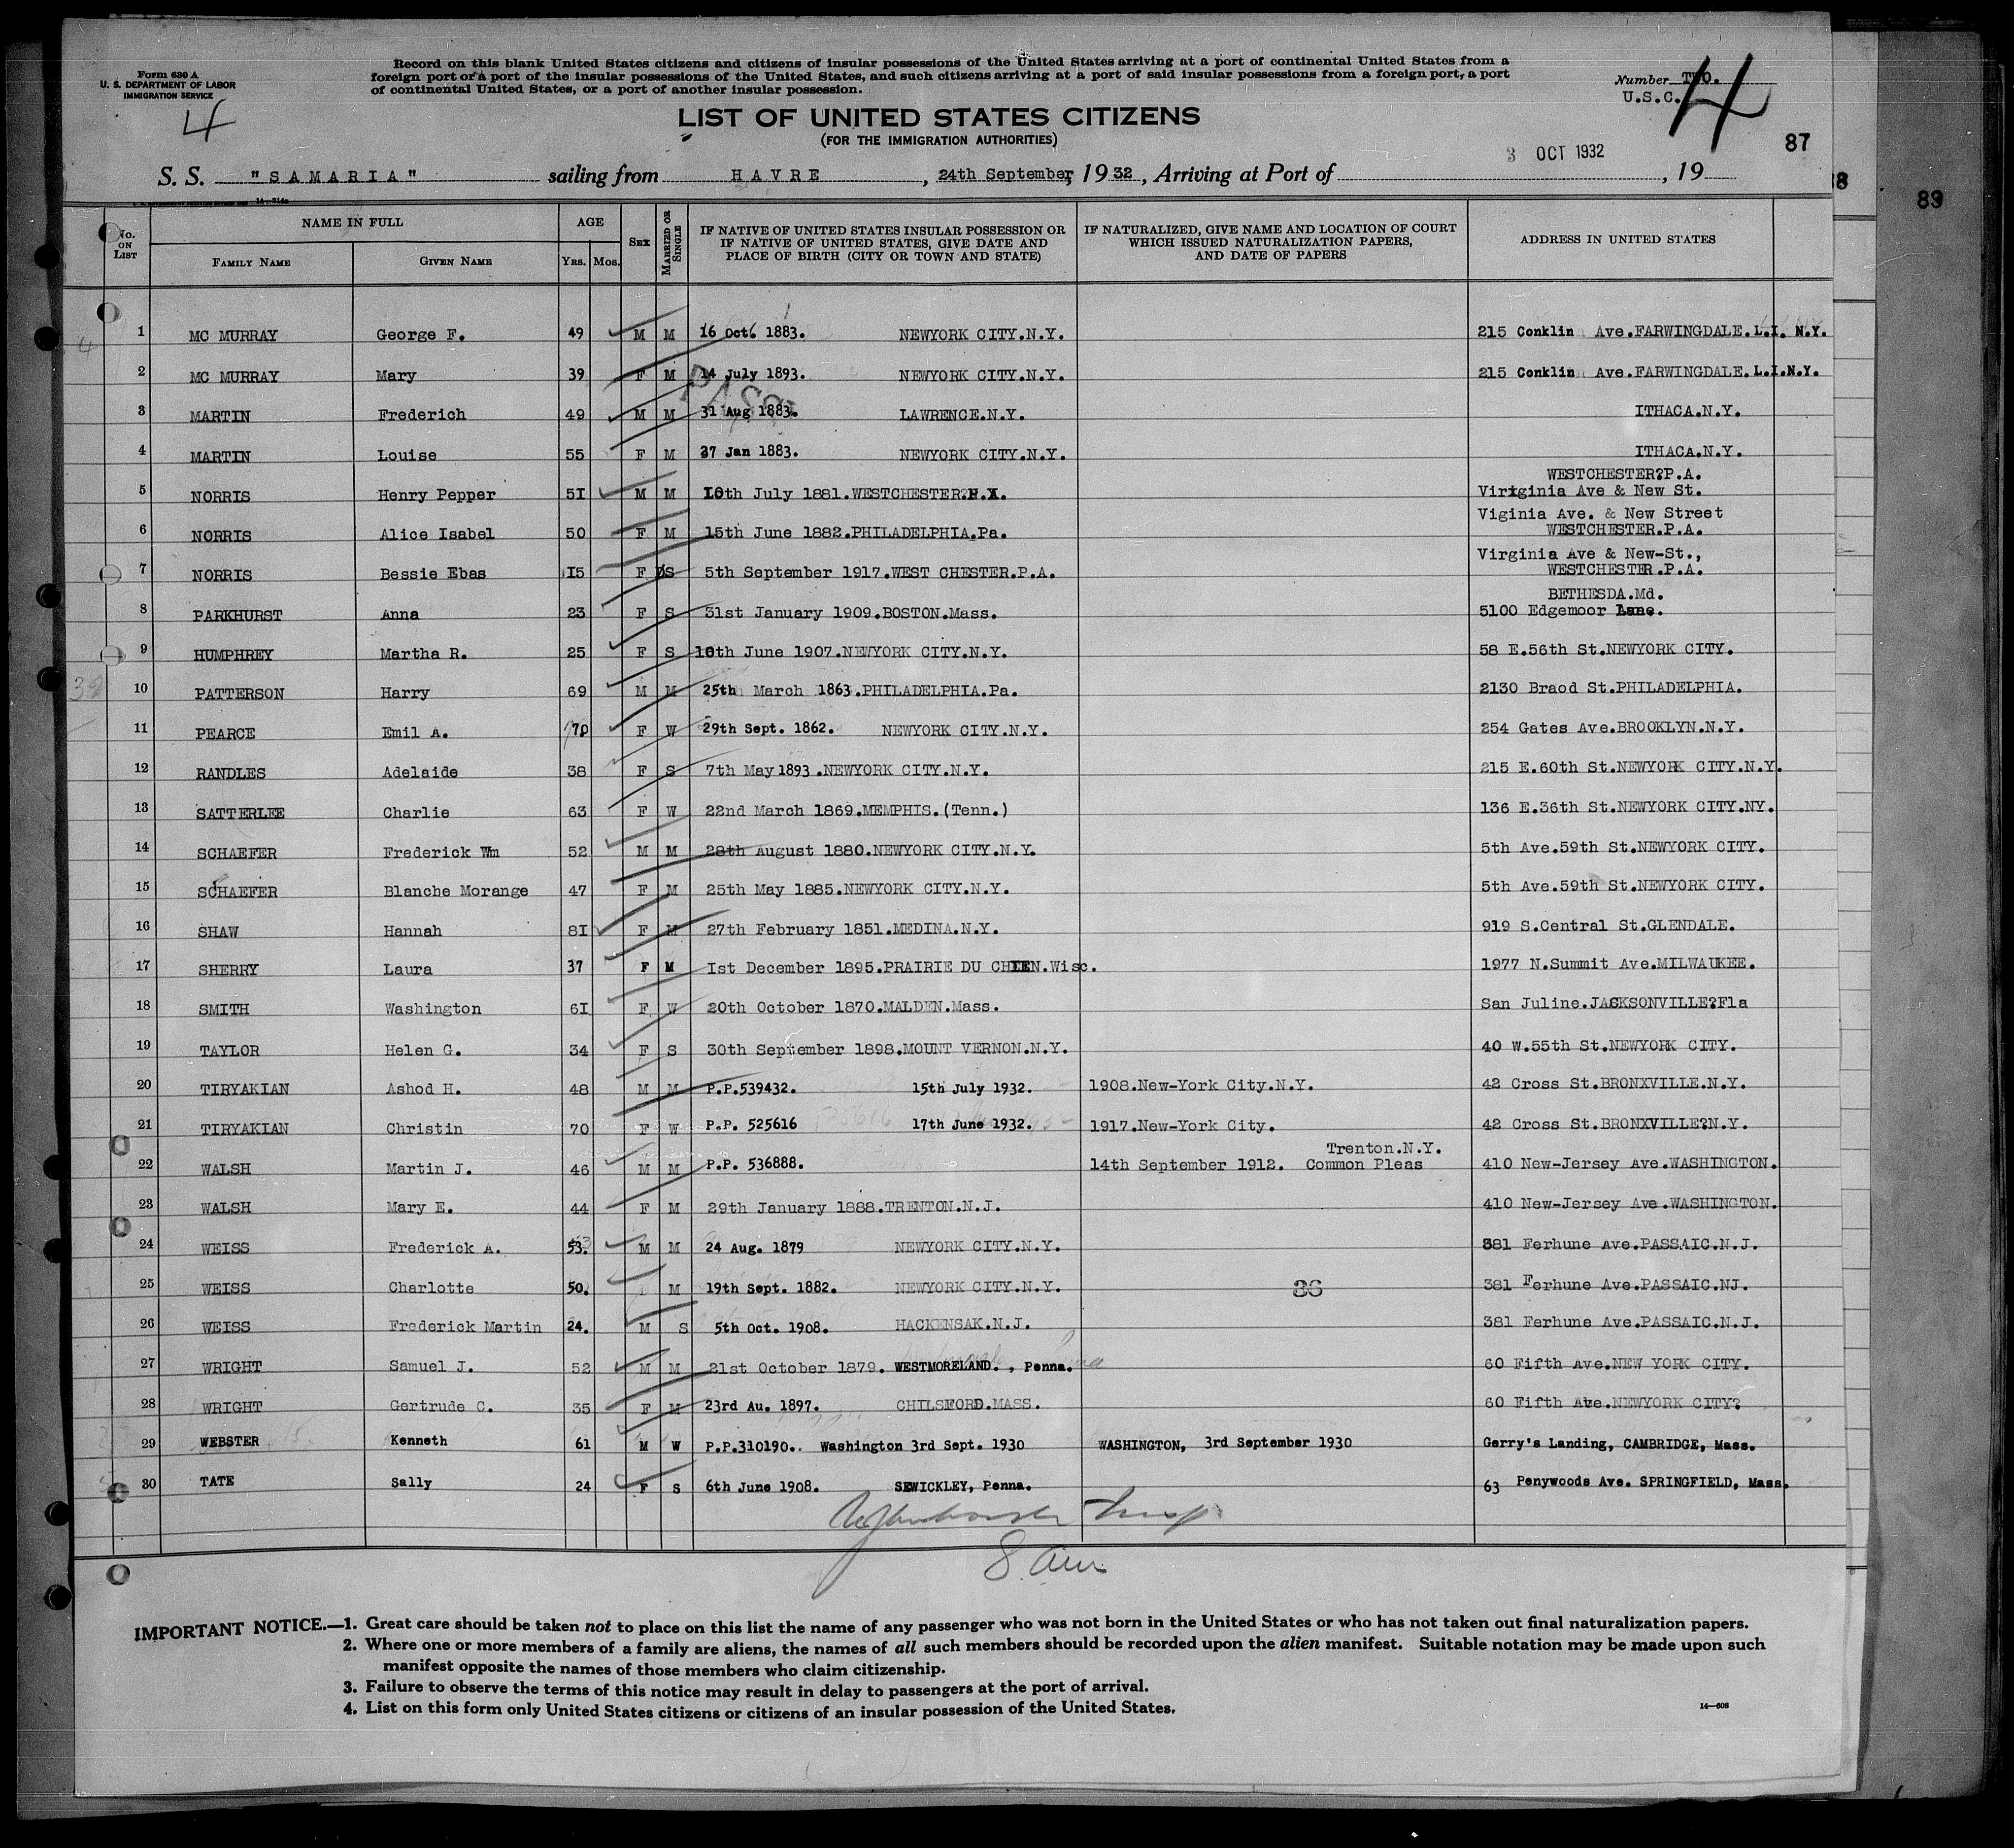 Form 630 A
U. S. DEPARTMENT OF LABOR
IMMIGRATION SERVICE
4
Record on this blank United States citizens and citizens of insular possessions of the United States arriving at a port of continental United States from a
foreign port or a port of the insular possessions of the United States, and such citizens arriving at a port of said insular possessions from a foreign port, a port
of continental United States, or a port of another insular possession.
Number TWO.
U.S.C.
4
LIST OF UNITED STATES CITIZENS
(FOR THE IMMIGRATION AUTHORITIES)
87
3 OCT 1932
S. S. "SAMARIA" sailing from HAVRE, 24th September, 1932, Arriving at Port of , 19
89
No. ON LIST NAME IN FULL AGE SEX MARRIED OR SINGLE IF NATIVE OF UNITED STATES INSULAR POSSESSION OR IF NATIVE OF UNITED STATES, GIVE DATE AND PLACE OF BIRTH (CITY OR TOWN AND STATE) IF NATURALIZED, GIVE NAME AND LOCATION OF COURT WHICH ISSUED NATURALIZATION PAPERS, AND DATE OF PAPERS ADDRESS IN UNITED STATES
FAMILY NAME GIVEN NAME YRS. MOS.
1 MC MURRAY George F. 49 M M 16 Oct. 1883. NEWYORK CITY.N.Y. 215 Conklin Ave.FARWINGDALE.L.I. N.Y.
2 MC MURRAY Mary 39 F M 14 July 1893. NEWYORK CITY.N.Y. 215 Conklin Ave.FARWINGDALE.L.I.N.Y.
3 MARTIN Frederich 49 M M 31 Aug 1883. LAWRENCE.N.Y. ITHACA.N.Y.
4 MARTIN Louise 55 F M 27 Jan 1883. NEWYORK CITY.N.Y. ITHACA.N.Y.
WESTCHESTER?P.A.
5 NORRIS Henry Pepper 5I M M 10th July 1881.WESTCHESTER. Virginia Ave & New St.
Viginia Ave. & New Street
6 NORRIS Alice Isabel 50 F M 15th June 1882.PHILADELPHIA.Pa. WESTCHESTER.P.A.
Virginia Ave & New-St.,
7 NORRIS Bessie Ebas I5 F S 5th September 1917.WEST CHESTER.P.A. WESTCHESTER.P.A.
BETHESDA.Md.
8 PARKHURST Anna 23 F S 31st January 1909.BOSTON.Mass. 5100 Edgemoor Lane.
9 HUMPHREY Martha R. 25 F S 10th June 1907.NEWYORK CITY.N.Y. 58 E.56th St.NEWYORK CITY.
10 PATTERSON Harry 69 M M 25th March 1863.PHILADELPHIA.Pa. 2130 Braod St.PHILADELPHIA.
11 PEARCE Emil A. 70 F W 29th Sept. 1862. NEWYORK CITY.N.Y. 254 Gates Ave.BROOKLYN.N.Y.
12 RANDLES Adelaide 38 F S 7th May 1893.NEWYORK CITY.N.Y. 215 E.60th St.NEWYORK CITY.N.Y.
13 SATTERLEE Charlie 63 F W 22nd March 1869.MEMPHIS.(Tenn.) 136 E.36th St.NEWYORK CITY.NY.
14 SCHAEFER Frederick Wm 52 M M 28th August 1880.NEWYORK CITY.N.Y. 5th Ave.59th St.NEWYORK CITY.
15 SCHAEFER Blanche Morange 47 F M 25th May 1885.NEWYORK CITY.N.Y. 5th Ave.59th St.NEWYORK CITY.
16 SHAW Hannah 8I F M 27th February 1851.MEDINA.N.Y. 919 S.Central St.GLENDALE.
17 SHERRY Laura 37 F M Ist December 1895.PRAIRIE DU CHIEN.Wisc. 1977 N.Summit Ave.MILWAUKEE.
18 SMITH Washington 6I F W 20th October 1870.MALDEN.Mass. San Juline.JACKSONVILLE?Fla
19 TAYLOR Helen G. 34 F S 30th September 1898.MOUNT VERNON.N.Y. 40 W.55th St.NEWYORK CITY.
20 TIRYAKIAN Ashod H. 48 M M P.P.539432. 15th July 1932. 1908.New-York City.N.Y. 42 Cross St.BRONXVILLE.N.Y.
21 TIRYAKIAN Christin 70 F W P.P. 525616 17th June 1932. 1917.New-York City. 42 Cross St.BRONXVILLE?N.Y.
Trenton.N.Y.
22 WALSH Martin J. 46 M M P.P. 536888. 14th September 1912. Common Pleas 410 New-Jersey Ave.WASHINGTON.
23 WALSH Mary E. 44 F M 29th January 1888.TRENTON.N.J. 410 New-Jersey Ave.WASHINGTON.
24 WEISS Frederick A. 53. M M 24 Aug. 1879 NEWYORK CITY.N.Y. 381 Ferhune Ave.PASSAIC.N.J.
25 WEISS Charlotte 50. M 19th Sept. 1882. NEWYORK CITY.N.Y. 36 381 Ferhune Ave.PASSAIC.NJ.
26 WEISS Frederick Martin 24. M S 5th Oct. 1908. HACKENSAK.N.J. 381 Ferhune Ave.PASSAIC.N.J.
27 WRIGHT Samuel J. 52 M M 21st October 1879. WESTMORELAND., Penna. 60 Fifth Ave.NEW YORK CITY.
28 WRIGHT Gertrude C. 35 F M 23rd Au. 1897. CHILSFORD.MASS. 60 Fifth Ave.NEWYORK CITY?
29 WEBSTER Kenneth 61 M W P.P.310190. Washington 3rd Sept. 1930 WASHINGTON, 3rd September 1930 Gerry's Landing, CAMBRIDGE, Mass.
30 TATE Sally 24 F S 6th June 1908. SEWICKLEY, Penna. 63 Penywoods Ave. SPRINGFIELD, Mass.
IMPORTANT NOTICE.—1. Great care should be taken not to place on this list the name of any passenger who was not born in the United States or who has not taken out final naturalization papers.
2. Where one or more members of a family are aliens, the names of all such members should be recorded upon the alien manifest. Suitable notation may be made upon such
manifest opposite the names of those members who claim citizenship.
3. Failure to observe the terms of this notice may result in delay to passengers at the port of arrival.
4. List on this form only United States citizens or citizens of an insular possession of the United States.
14—608